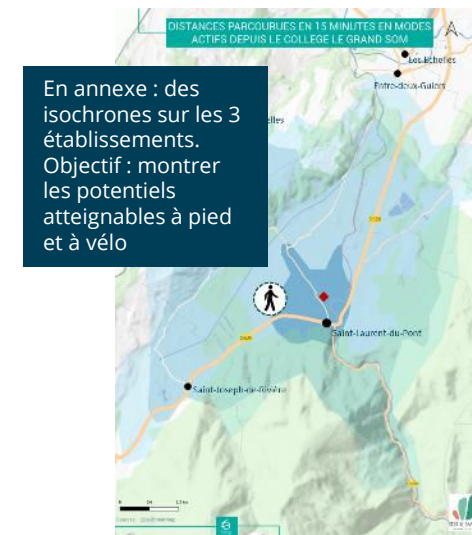 DISTANCES PARCOURUES EN 15 MINUTES EN MODES
ACTIFS DEPUIS LE COLLEGE LE GRAND SOM
Les Echelles
Entre-deux-Guiers
En annexe : des
isochrones sur les 3
établissements.
Objectif : montrer
les potentiels
atteignables à pied
et à vélo
elles
Saint-Laurent-du-Pont
Saint-Joseph-de-Rivière